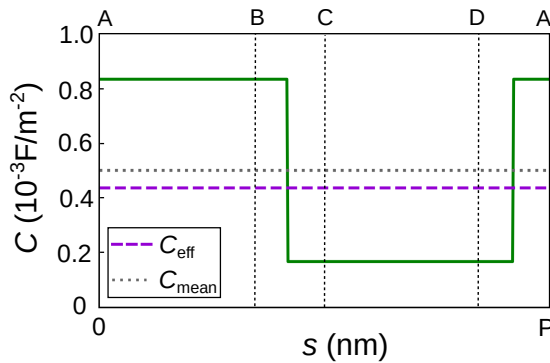 A B C D A
1.0
0.8
0.6
0.4
0.2
0
C (10⁻³F/m⁻²)
C_eff
C_mean
0 P
s (nm)